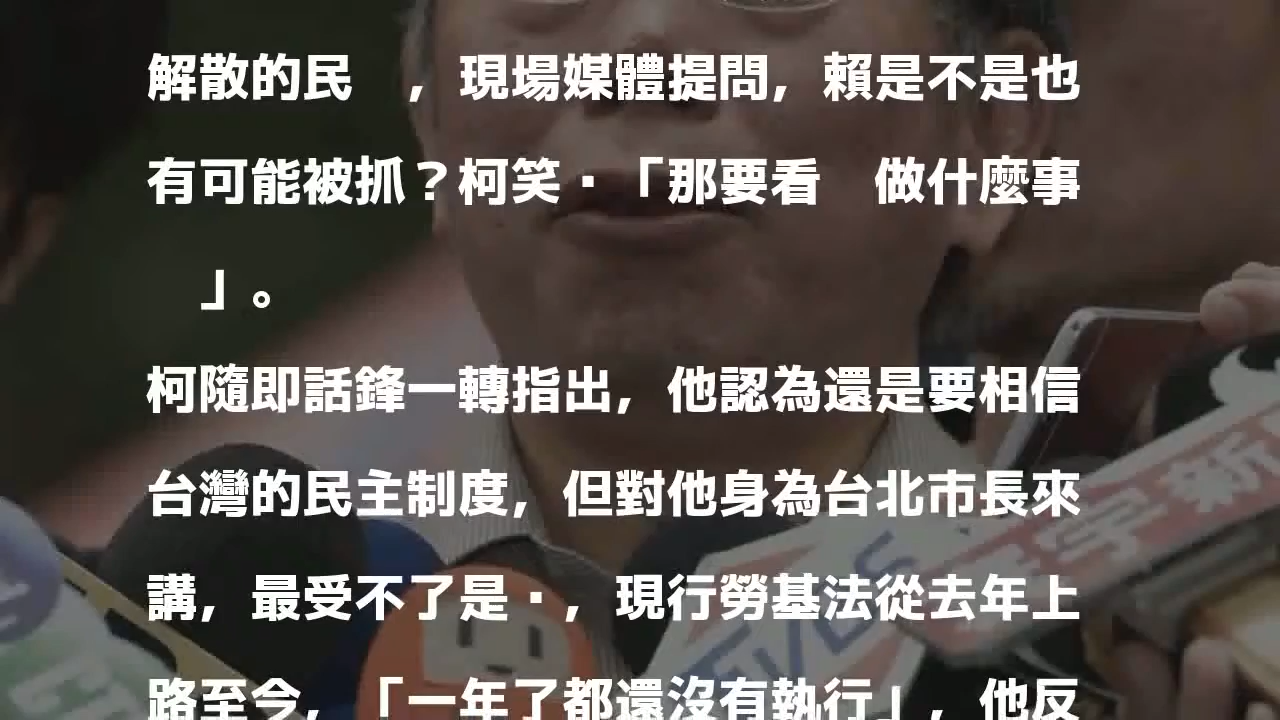 解散的民　，現場媒體提問，賴是不是也
有可能被抓？柯笑·「那要看　做什麼事
　」。
柯隨即話鋒一轉指出，他認為還是要相信
台灣的民主制度，但對他身為台北市長來
講，最受不了是·，現行勞基法從去年上
路至今，「一年了都還沒有執行」，他反
TVBS
寰宇新